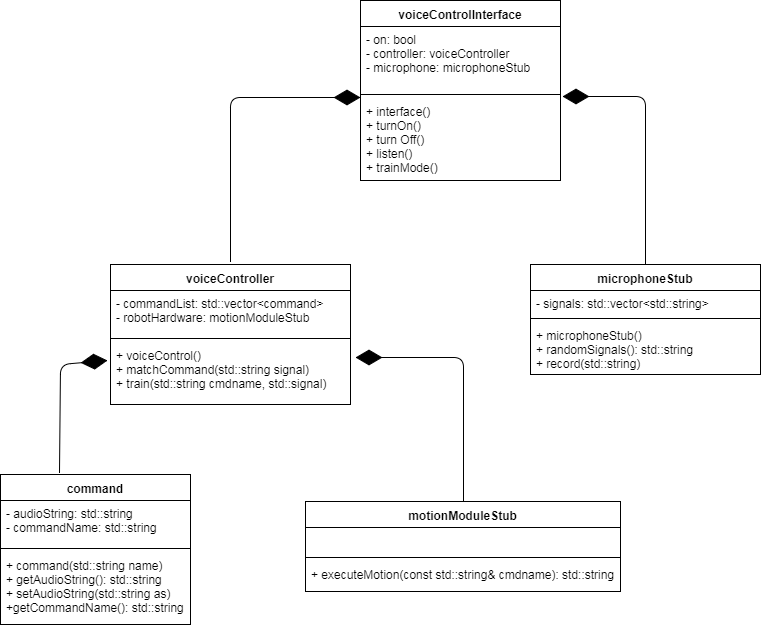 voiceControlInterface
- on: bool
- controller: voiceController
- microphone: microphoneStub
+ interface()
+ turnOn()
+ turn Off()
+ listen()
+ trainMode()
voiceController
- commandList: std::vector<command>
- robotHardware: motionModuleStub
+ voiceControl()
+ matchCommand(std::string signal)
+ train(std::string cmdname, std::signal)
microphoneStub
- signals: std::vector<std::string>
+ microphoneStub()
+ randomSignals(): std::string
+ record(std::string)
command
- audioString: std::string
- commandName: std::string
+ command(std::string name)
+ getAudioString(): std::string
+ setAudioString(std::string as)
+getCommandName(): std::string
motionModuleStub
+ executeMotion(const std::string& cmdname): std::string